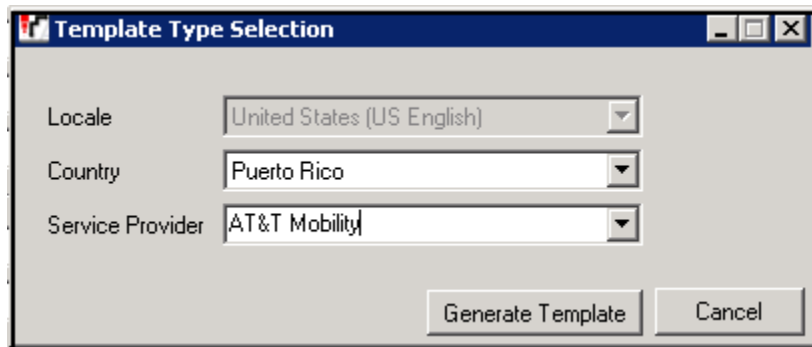 Template Type Selection
Locale United States (US English)
Country Puerto Rico
Service Provider AT&T Mobility
Generate Template Cancel